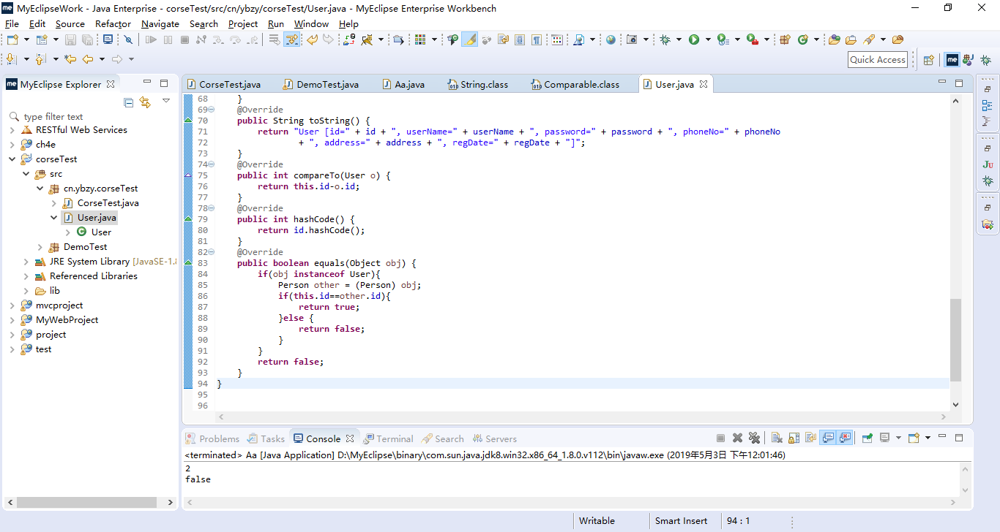 MyEclipseWork - Java Enterprise - corseTest/src/cn/ybzy/corseTest/User.java - MyEclipse Enterprise Workbench
File Edit Source Refactor Navigate Search Project Run Window Help
Quick Access
MyEclipse Explorer
type filter text
RESTful Web Services
ch4e
corseTest
src
cn.ybzy.corseTest
CorseTest.java
User.java
User
DemoTest
JRE System Library [JavaSE-1.8
Referenced Libraries
lib
mvcproject
MyWebProject
project
test
CorseTest.java DemoTest.java Aa.java String.class Comparable.class User.java
68 }
69 @Override
70 public String toString() {
71 return "User [id=" + id + ", userName=" + userName + ", password=" + password + ", phoneNo=" + phoneNo
72 + ", address=" + address + ", regDate=" + regDate + "]";
73 }
74 @Override
75 public int compareTo(User o) {
76 return this.id-o.id;
77 }
78 @Override
79 public int hashCode() {
80 return id.hashCode();
81 }
82 @Override
83 public boolean equals(Object obj) {
84 if(obj instanceof User){
85 Person other = (Person) obj;
86 if(this.id==other.id){
87 return true;
88 }else {
89 return false;
90 }
91 }
92 return false;
93 }
94 }
95
96
Problems Tasks Console Terminal Search Servers
<terminated> Aa [Java Application] D:\MyEclipse\binary\com.sun.java.jdk8.win32.x86_64_1.8.0.v112\bin\javaw.exe (2019年5月3日 下午12:01:46)
2
false
Writable Smart Insert 94 : 1